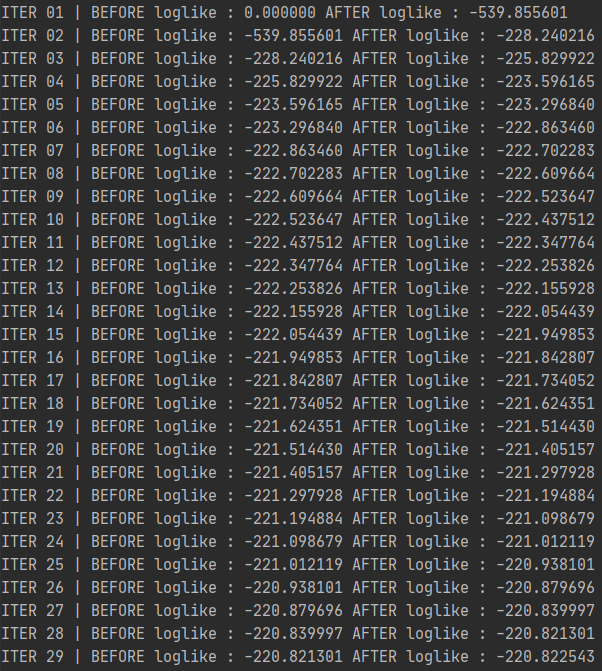 ITER 01 | BEFORE loglike : 0.000000 AFTER loglike : -539.855601
ITER 02 | BEFORE loglike : -539.855601 AFTER loglike : -228.240216
ITER 03 | BEFORE loglike : -228.240216 AFTER loglike : -225.829922
ITER 04 | BEFORE loglike : -225.829922 AFTER loglike : -223.596165
ITER 05 | BEFORE loglike : -223.596165 AFTER loglike : -223.296840
ITER 06 | BEFORE loglike : -223.296840 AFTER loglike : -222.863460
ITER 07 | BEFORE loglike : -222.863460 AFTER loglike : -222.702283
ITER 08 | BEFORE loglike : -222.702283 AFTER loglike : -222.609664
ITER 09 | BEFORE loglike : -222.609664 AFTER loglike : -222.523647
ITER 10 | BEFORE loglike : -222.523647 AFTER loglike : -222.437512
ITER 11 | BEFORE loglike : -222.437512 AFTER loglike : -222.347764
ITER 12 | BEFORE loglike : -222.347764 AFTER loglike : -222.253826
ITER 13 | BEFORE loglike : -222.253826 AFTER loglike : -222.155928
ITER 14 | BEFORE loglike : -222.155928 AFTER loglike : -222.054439
ITER 15 | BEFORE loglike : -222.054439 AFTER loglike : -221.949853
ITER 16 | BEFORE loglike : -221.949853 AFTER loglike : -221.842807
ITER 17 | BEFORE loglike : -221.842807 AFTER loglike : -221.734052
ITER 18 | BEFORE loglike : -221.734052 AFTER loglike : -221.624351
ITER 19 | BEFORE loglike : -221.624351 AFTER loglike : -221.514430
ITER 20 | BEFORE loglike : -221.514430 AFTER loglike : -221.405157
ITER 21 | BEFORE loglike : -221.405157 AFTER loglike : -221.297928
ITER 22 | BEFORE loglike : -221.297928 AFTER loglike : -221.194884
ITER 23 | BEFORE loglike : -221.194884 AFTER loglike : -221.098679
ITER 24 | BEFORE loglike : -221.098679 AFTER loglike : -221.012119
ITER 25 | BEFORE loglike : -221.012119 AFTER loglike : -220.938101
ITER 26 | BEFORE loglike : -220.938101 AFTER loglike : -220.879696
ITER 27 | BEFORE loglike : -220.879696 AFTER loglike : -220.839997
ITER 28 | BEFORE loglike : -220.839997 AFTER loglike : -220.821301
ITER 29 | BEFORE loglike : -220.821301 AFTER loglike : -220.822543